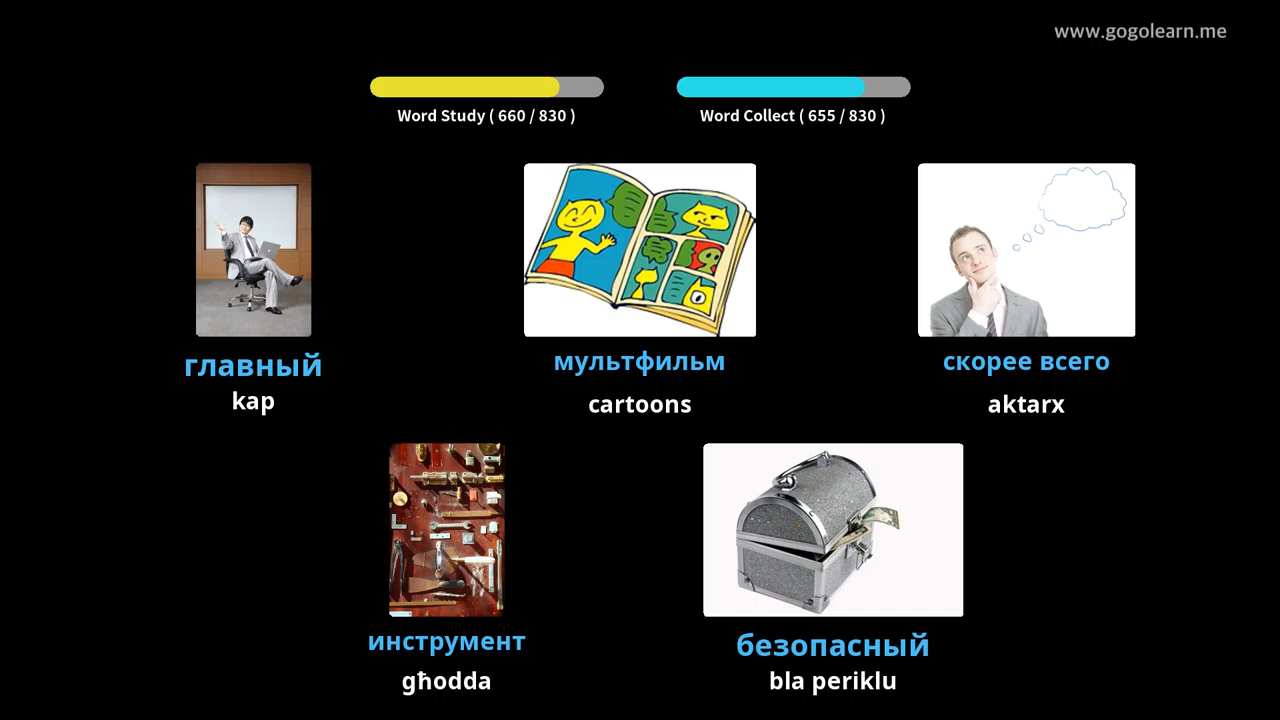 www.gogolearn.me
Word Study ( 660 / 830 )
Word Collect ( 655 / 830 )
главный
kap
мультфильм
cartoons
скорее всего
aktarx
инструмент
għodda
безопасный
bla periklu